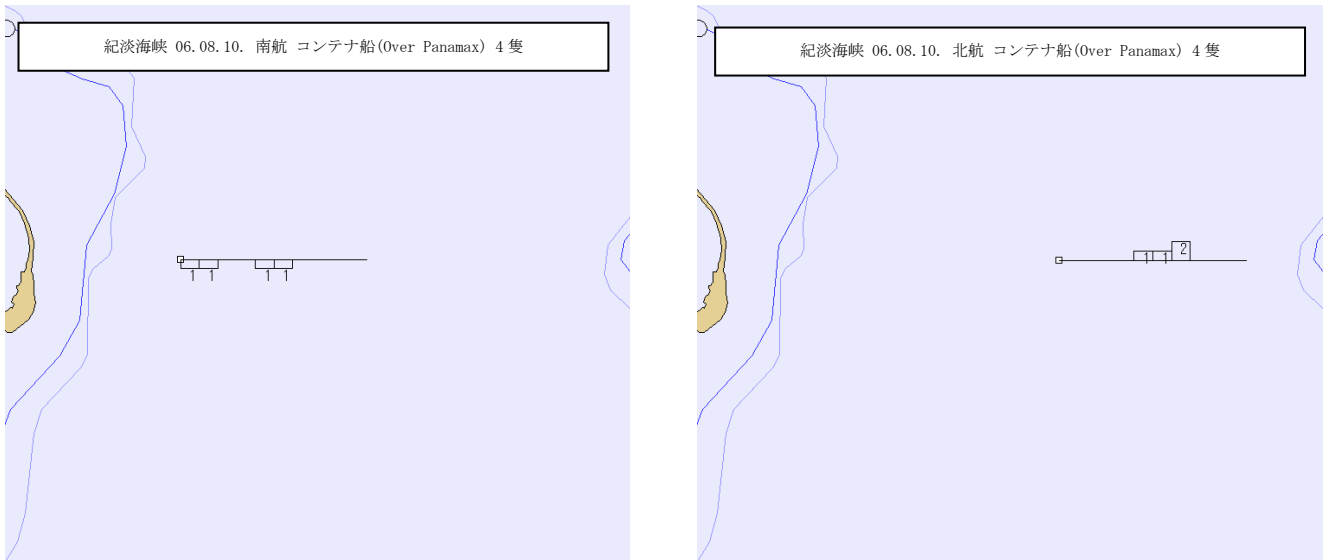 紀淡海峡 06.08.10. 南航 コンテナ船(Over Panamax) 4 隻
1 1 1 1
紀淡海峡 06.08.10. 北航 コンテナ船(Over Panamax) 4 隻
1 1 2